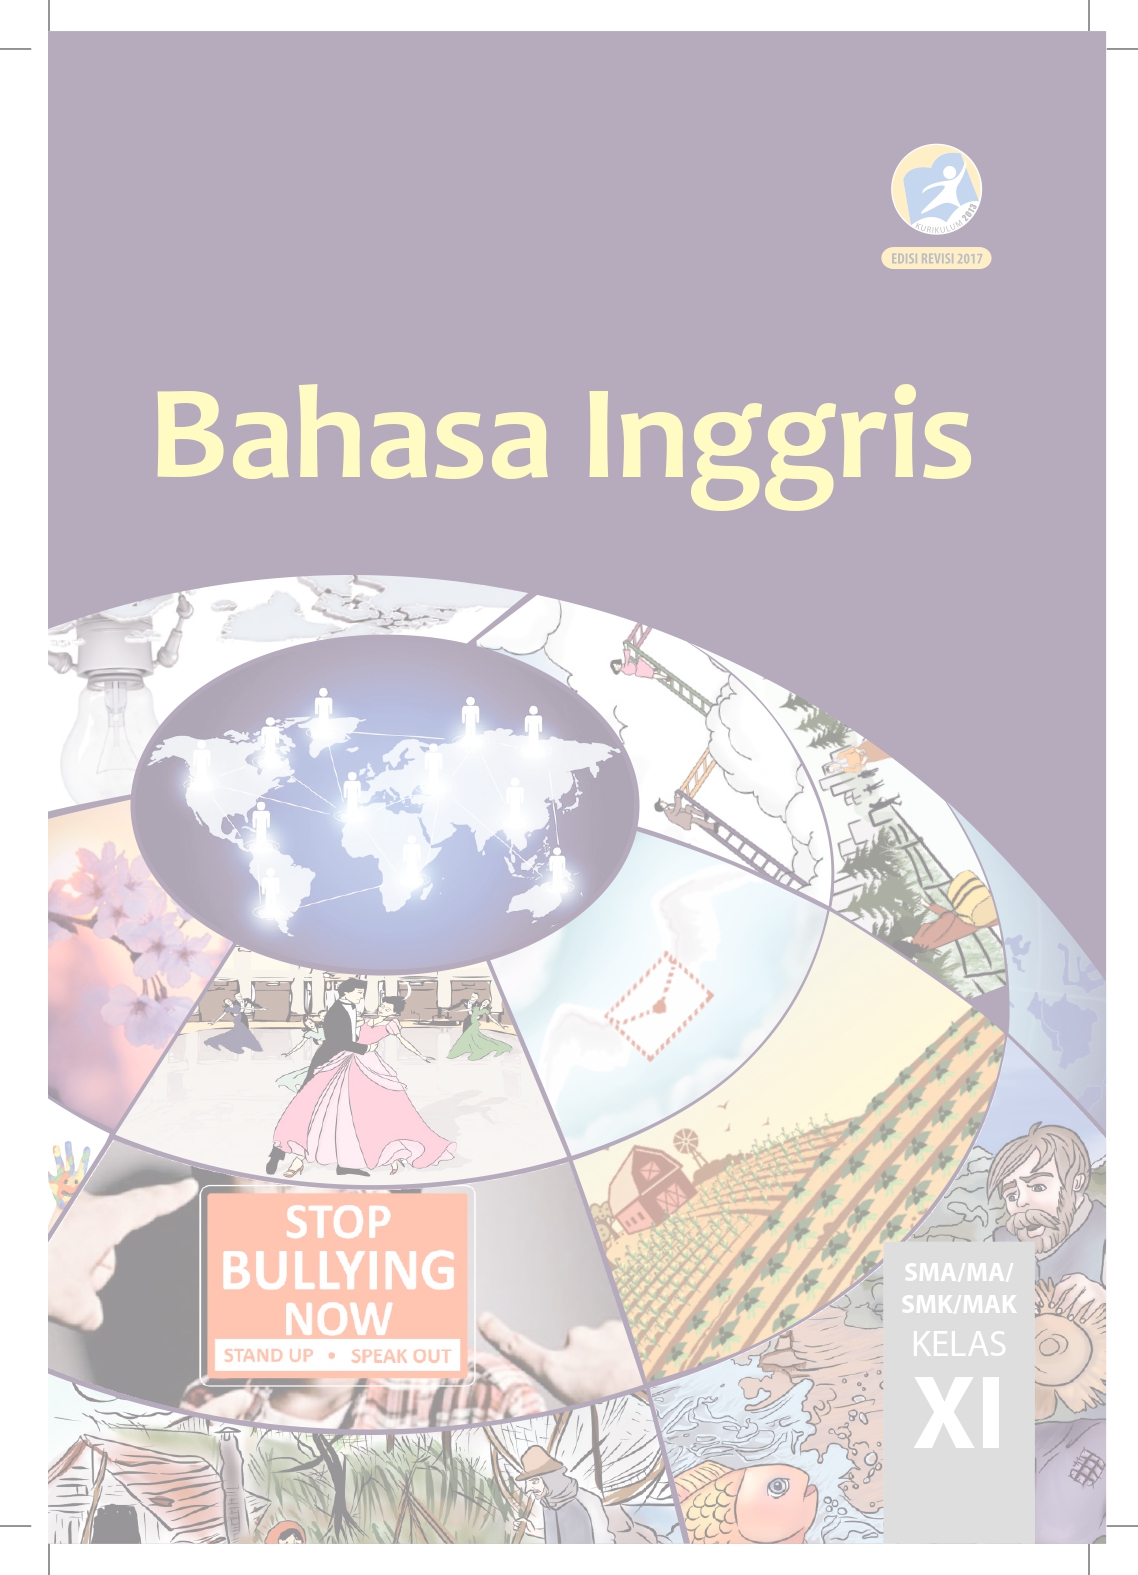 KURIKULUM 2013
EDISI REVISI 2017
Bahasa Inggris
STOP
BULLYING
NOW
STAND UP • SPEAK OUT
SMA/MA/
SMK/MAK
KELAS
XI